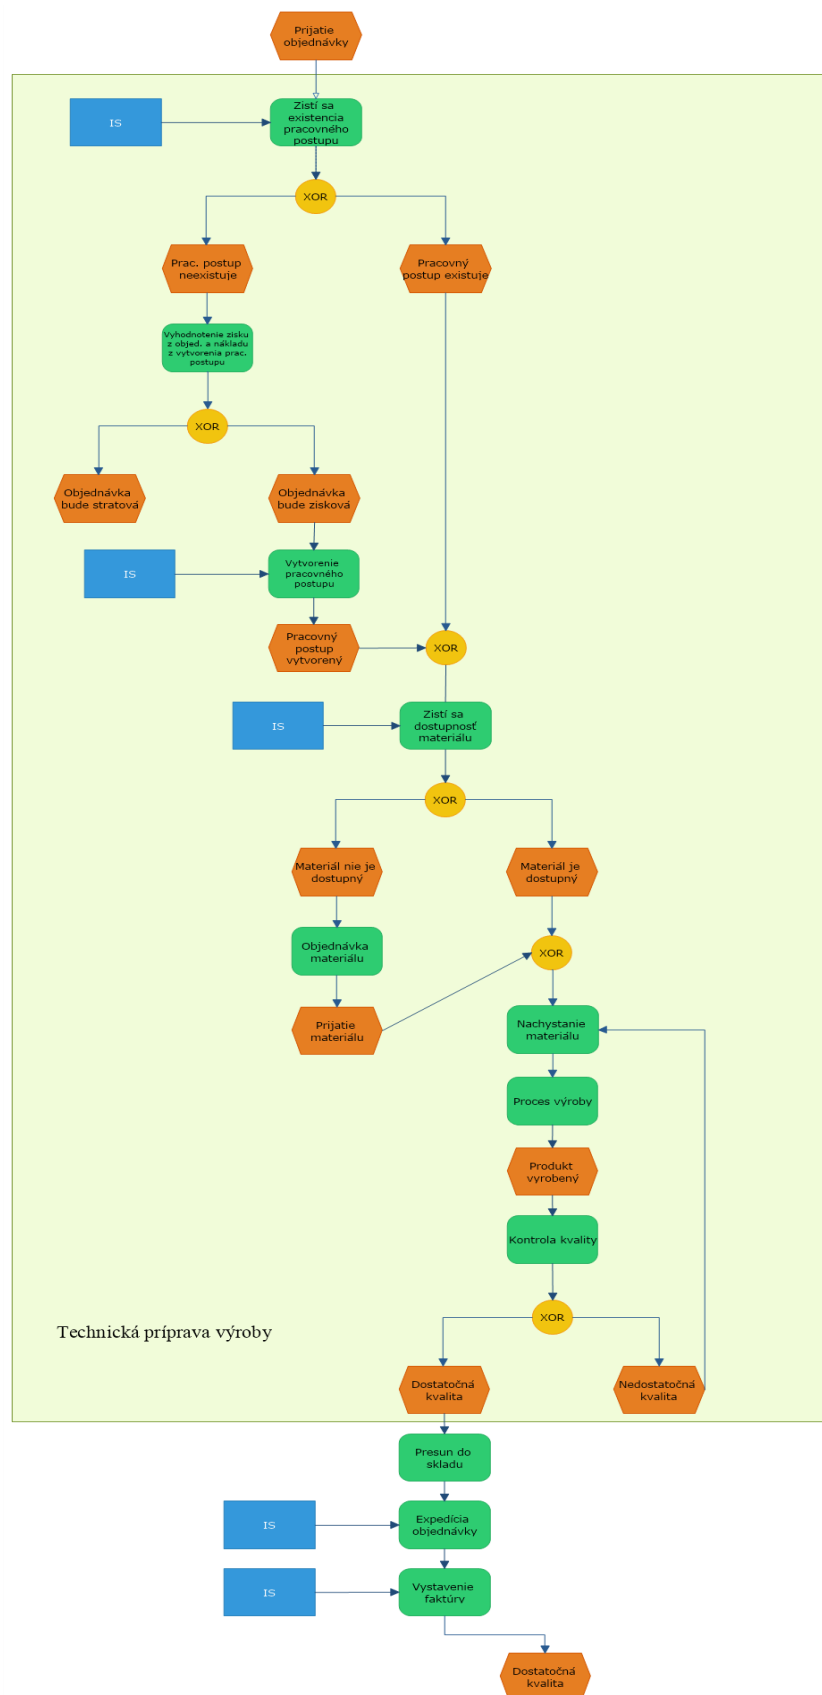 Prijatie
objednávky
Zistí sa
existencia
pracovného
postupu
IS
XOR
Prac. postup
neexistuje
Pracovný
postup existuje
Vyhodnotenie zisku
z objed. a nákladu
z vytvorenia prac.
postupu
XOR
Objednávka
bude stratová
Objednávka
bude zisková
IS
Vytvorenie
pracovného
postupu
Pracovný
postup
vytvorený
XOR
IS
Zistí sa
dostupnosť
materiálu
XOR
Materiál nie je
dostupný
Materiál je
dostupný
Objednávka
materiálu
XOR
Prijatie
materiálu
Nachystanie
materiálu
Proces výroby
Produkt
vyrobený
Kontrola kvality
XOR
Technická príprava výroby
Dostatočná
kvalita
Nedostatočná
kvalita
Presun do
skladu
IS
Expedícia
objednávky
IS
Vystavenie
faktúry
Dostatočná
kvalita